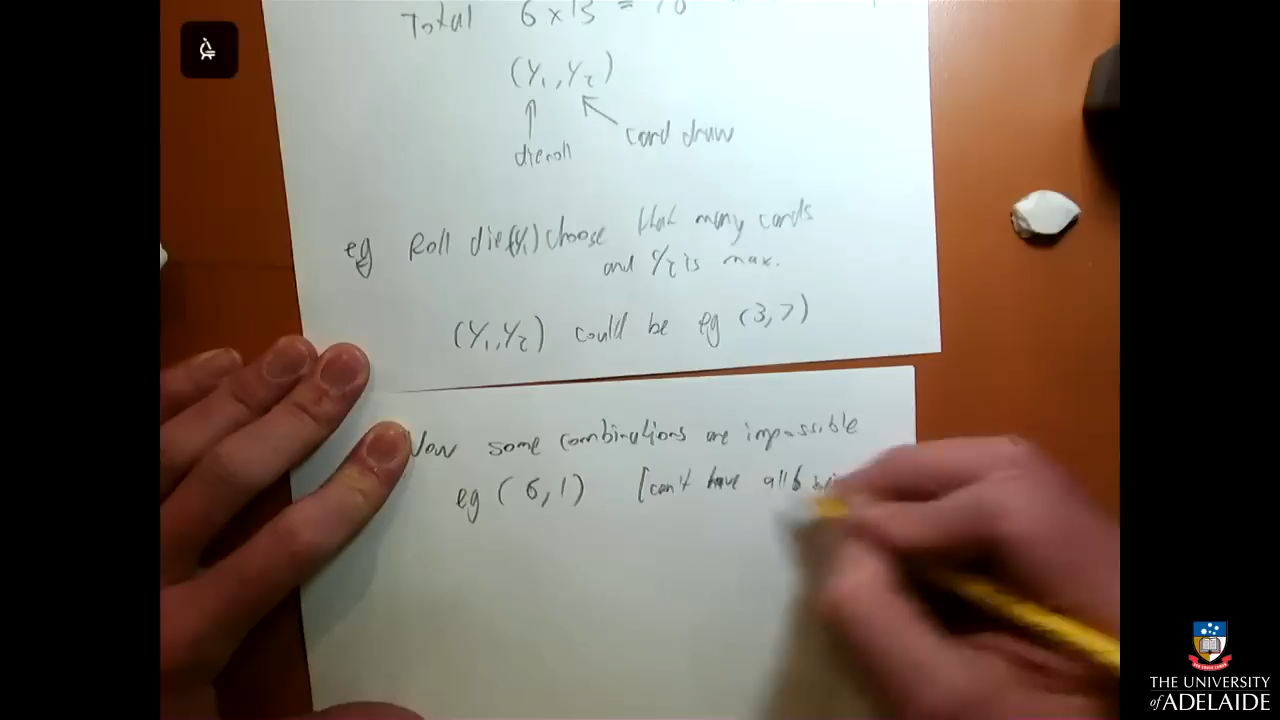 Total 6 x 13 = 78
(Y₁, Y₂)
die roll
card draw
eg Roll die (Y₁) choose that many cards
and Y₂ is max.
(Y₁, Y₂) could be eg (3, 7)
Now some combinations are impossible
eg (6, 1) [can't have all 6
THE UNIVERSITY
of ADELAIDE